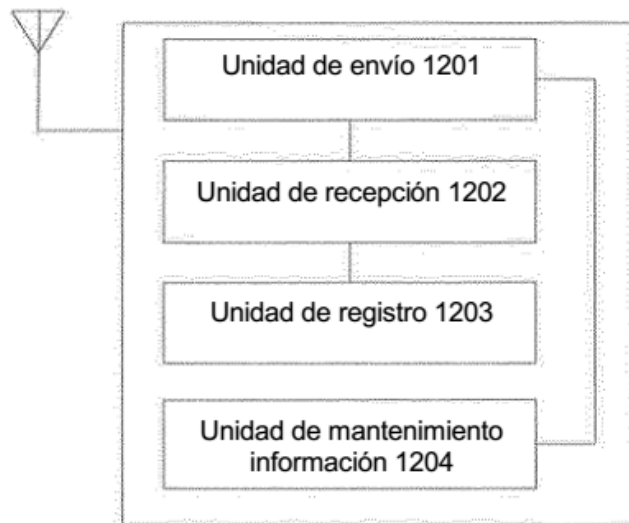 Unidad de envío 1201
Unidad de recepción 1202
Unidad de registro 1203
Unidad de mantenimiento
información 1204